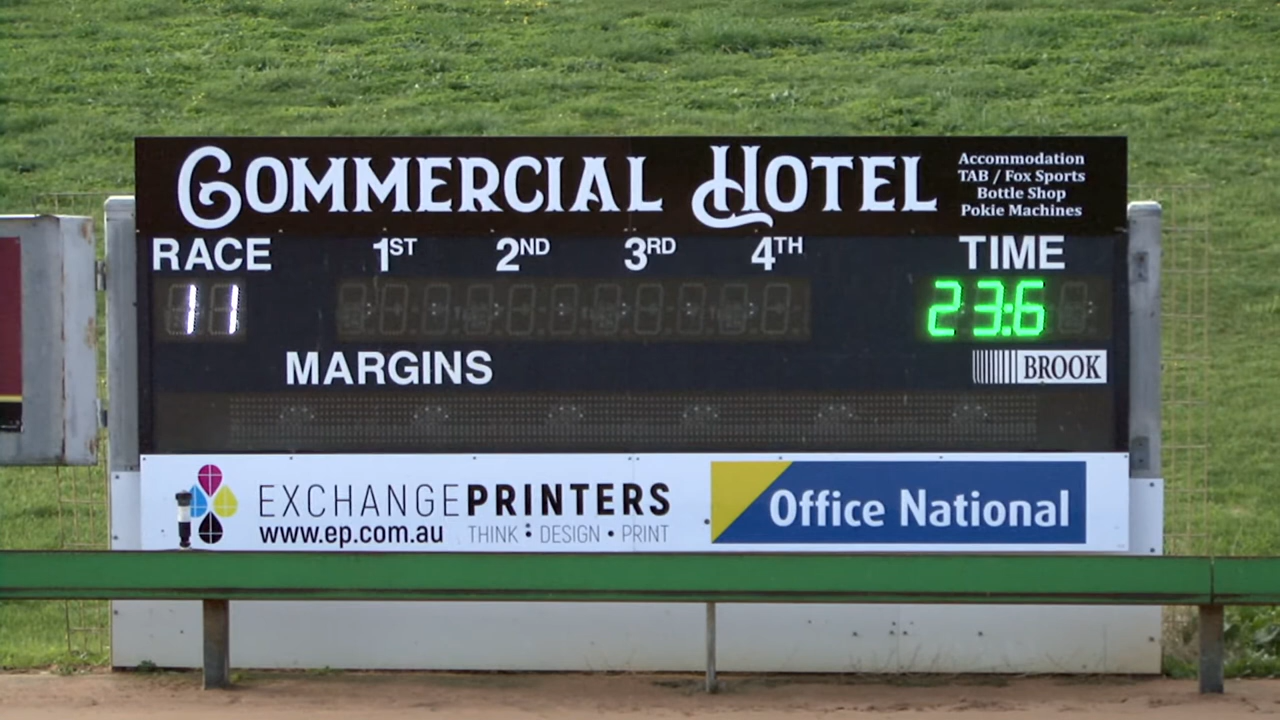 COMMERCIAL HOTEL
Accommodation
TAB / Fox Sports
Bottle Shop
Pokie Machines
RACE 1ST 2ND 3RD 4TH TIME
11 23:6
MARGINS
BROOK
EXCHANGEPRINTERS
www.ep.com.au THINK • DESIGN • PRINT
Office National